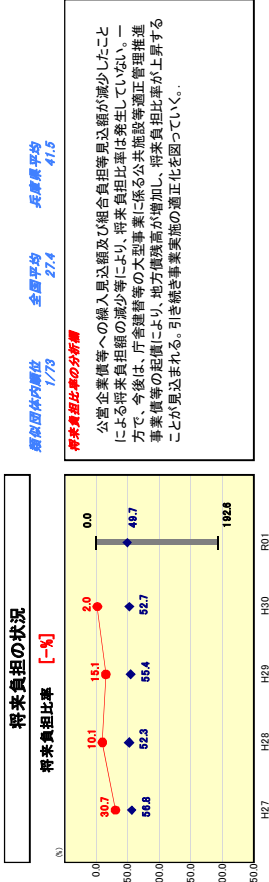 将来負担の状況
将来負担比率 [-%]
(%)
0.0
50.0
50.0
50.0
30.7
10.1
15.1
2.0
0.0
56.8
52.3
55.4
52.7
49.7
192.6
H27
H28
H29
H30
R01
類似団体内順位
1/73
全国平均
27.4
兵庫県平均
41.5
将来負担比率の分析欄
公営企業債等への繰入見込額及び組合負担等見込額が減少したこと
による将来負担額の減少等により、将来負担比率は発生していない。一
方で、今後は、庁舎建替等の大型事業に係る公共施設等適正管理推進
事業債等の起債により、地方債残高が増加し、将来負担比率が上昇する
ことが見込まれる。引き続き事業実施の適正化を図っていく。.